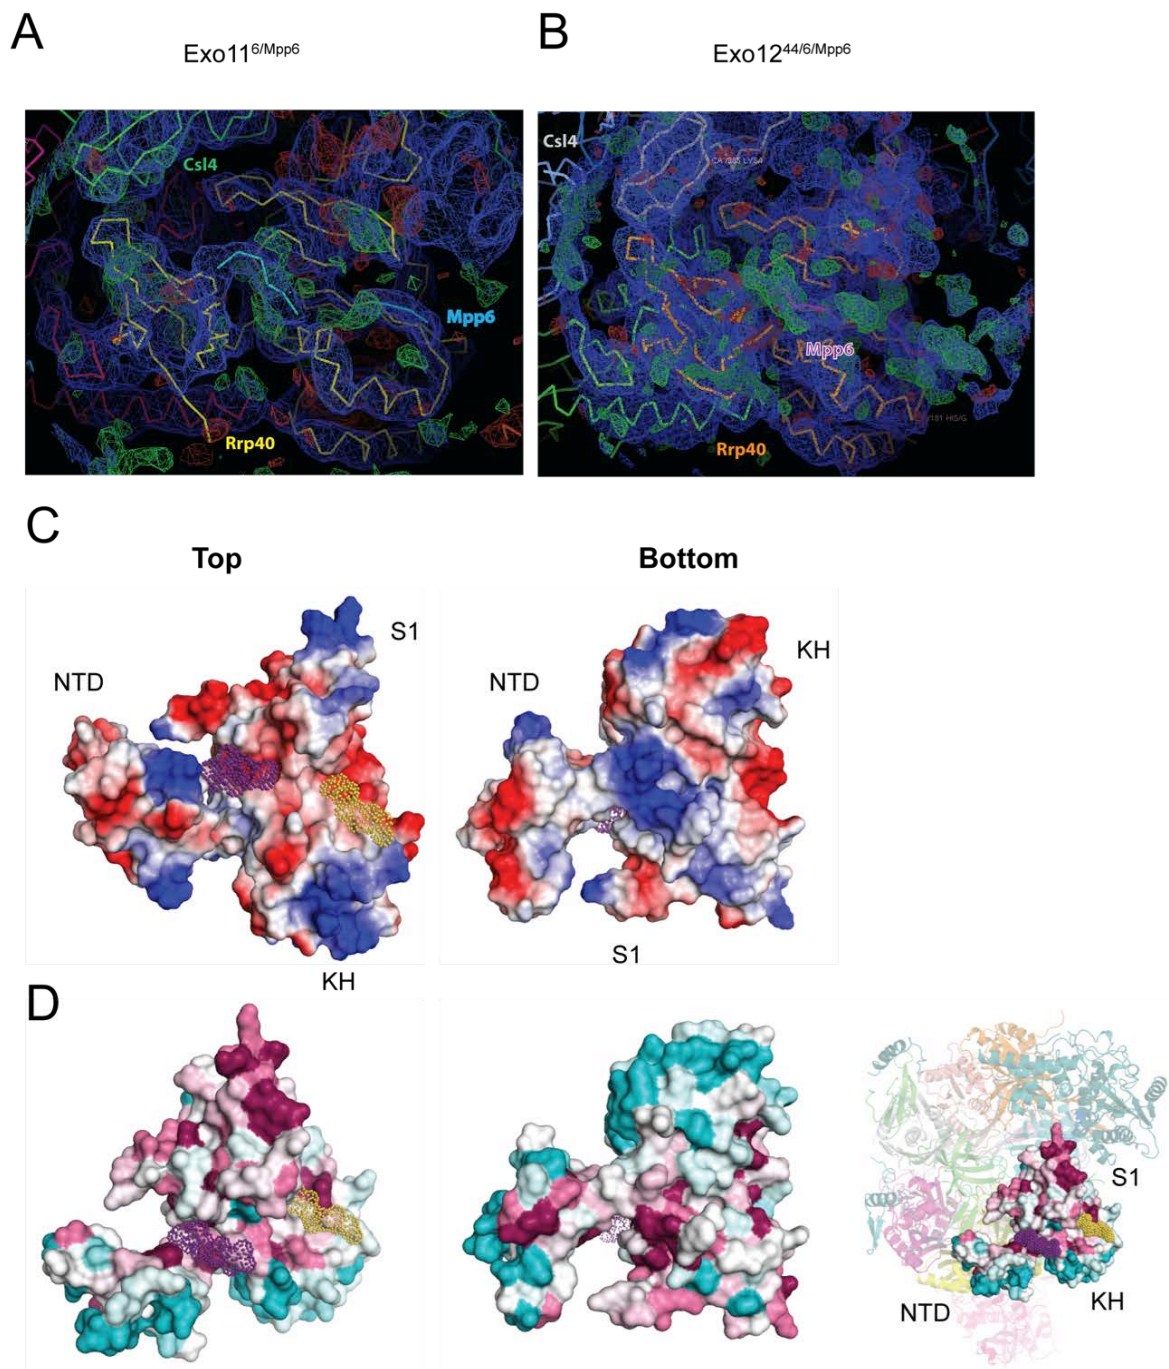 A
B
Exo11^6/Mpp6
Exo12^44/6/Mpp6
Csl4
Mpp6
Rrp40
Csl4
Mpp6
Rrp40
C
Top
Bottom
NTD
S1
KH
NTD
KH
S1
D
S1
NTD
KH